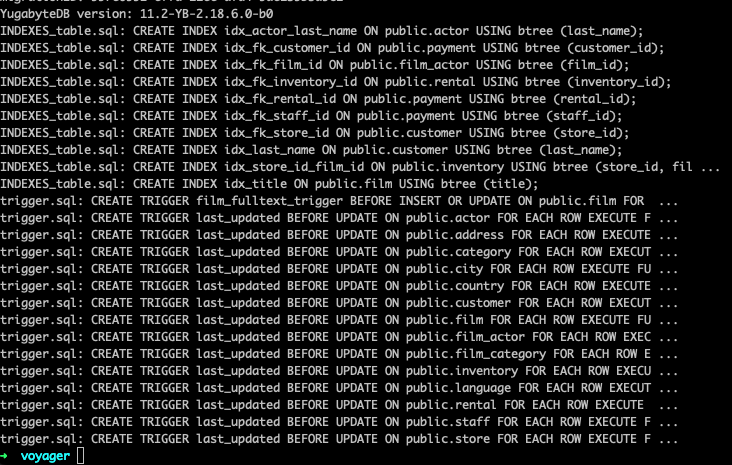 YugabyteDB version: 11.2-YB-2.18.6.0-b0
INDEXES_table.sql: CREATE INDEX idx_actor_last_name ON public.actor USING btree (last_name);
INDEXES_table.sql: CREATE INDEX idx_fk_customer_id ON public.payment USING btree (customer_id);
INDEXES_table.sql: CREATE INDEX idx_fk_film_id ON public.film_actor USING btree (film_id);
INDEXES_table.sql: CREATE INDEX idx_fk_inventory_id ON public.rental USING btree (inventory_id);
INDEXES_table.sql: CREATE INDEX idx_fk_rental_id ON public.payment USING btree (rental_id);
INDEXES_table.sql: CREATE INDEX idx_fk_staff_id ON public.payment USING btree (staff_id);
INDEXES_table.sql: CREATE INDEX idx_fk_store_id ON public.customer USING btree (store_id);
INDEXES_table.sql: CREATE INDEX idx_last_name ON public.customer USING btree (last_name);
INDEXES_table.sql: CREATE INDEX idx_store_id_film_id ON public.inventory USING btree (store_id, fil ...
INDEXES_table.sql: CREATE INDEX idx_title ON public.film USING btree (title);
trigger.sql: CREATE TRIGGER film_fulltext_trigger BEFORE INSERT OR UPDATE ON public.film FOR  ...
trigger.sql: CREATE TRIGGER last_updated BEFORE UPDATE ON public.actor FOR EACH ROW EXECUTE F ...
trigger.sql: CREATE TRIGGER last_updated BEFORE UPDATE ON public.address FOR EACH ROW EXECUTE ...
trigger.sql: CREATE TRIGGER last_updated BEFORE UPDATE ON public.category FOR EACH ROW EXECUT ...
trigger.sql: CREATE TRIGGER last_updated BEFORE UPDATE ON public.city FOR EACH ROW EXECUTE FU ...
trigger.sql: CREATE TRIGGER last_updated BEFORE UPDATE ON public.country FOR EACH ROW EXECUTE ...
trigger.sql: CREATE TRIGGER last_updated BEFORE UPDATE ON public.customer FOR EACH ROW EXECUT ...
trigger.sql: CREATE TRIGGER last_updated BEFORE UPDATE ON public.film FOR EACH ROW EXECUTE FU ...
trigger.sql: CREATE TRIGGER last_updated BEFORE UPDATE ON public.film_actor FOR EACH ROW EXEC ...
trigger.sql: CREATE TRIGGER last_updated BEFORE UPDATE ON public.film_category FOR EACH ROW E ...
trigger.sql: CREATE TRIGGER last_updated BEFORE UPDATE ON public.inventory FOR EACH ROW EXECU ...
trigger.sql: CREATE TRIGGER last_updated BEFORE UPDATE ON public.language FOR EACH ROW EXECUT ...
trigger.sql: CREATE TRIGGER last_updated BEFORE UPDATE ON public.rental FOR EACH ROW EXECUTE  ...
trigger.sql: CREATE TRIGGER last_updated BEFORE UPDATE ON public.staff FOR EACH ROW EXECUTE F ...
trigger.sql: CREATE TRIGGER last_updated BEFORE UPDATE ON public.store FOR EACH ROW EXECUTE F ...
➜ voyager